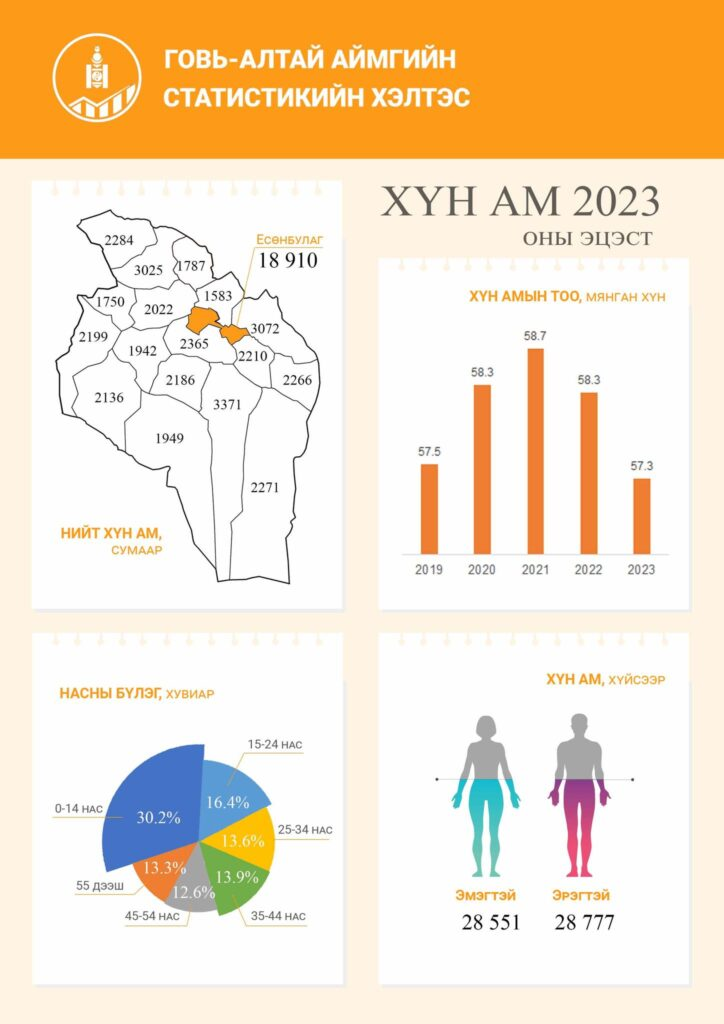 ГОВЬ-АЛТАЙ АЙМГИЙН
СТАТИСТИКИЙН ХЭЛТЭС
ХҮН АМ 2023
ОНЫ ЭЦЭСТ
Есөнбулаг
18 910
2284
3025
1787
1750
2022
1583
2199
1942
2365
3072
2210
2136
2186
2266
3371
1949
2271
НИЙТ ХҮН АМ,
СУМААР
ХҮН АМЫН ТОО, МЯНГАН ХҮН
57.5
58.3
58.7
58.3
57.3
2019 2020 2021 2022 2023
НАСНЫ БҮЛЭГ, ХУВИАР
15-24 НАС
0-14 НАС
30.2%
16.4%
25-34 НАС
13.6%
13.3%
13.9%
55 ДЭЭШ
12.6%
45-54 НАС
35-44 НАС
ХҮН АМ, ХҮЙСЭЭР
Эмэгтэй
28 551
Эрэгтэй
28 777